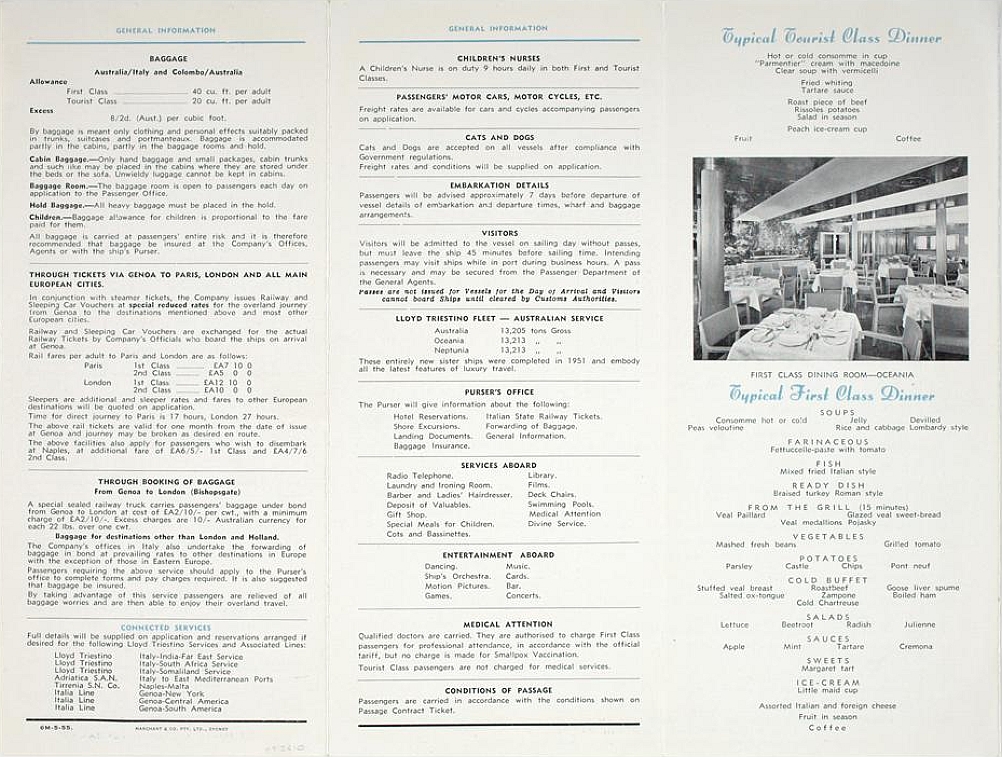 GENERAL INFORMATION
BAGGAGE
Australia/Italy and Colombo/Australia
Allowance
First Class 40 cu. ft. per adult
Tourist Class 20 cu. ft. per adult
Excess
8/2d. (Aust.) per cubic foot.
By baggage is meant only clothing and personal effects suitably packed
in trunks, suitcases and portmanteaux. Baggage is accommodated
partly in the cabins, partly in the baggage rooms and hold.
Cabin Baggage.—Only hand baggage and small packages, cabin trunks
and such like may be placed in the cabins where they are stored under
the beds or the sofa. Unwieldy luggage cannot be kept in cabins.
Baggage Room.—The baggage room is open to passengers each day on
application to the Passenger Office.
Hold Baggage.—All heavy baggage must be placed in the hold.
Children.—Baggage allowance for children is proportional to the fare
paid for them.
All baggage is carried at passengers' entire risk and it is therefore
recommended that baggage be insured at the Company's Offices,
Agents or with the ship's Purser.
THROUGH TICKETS VIA GENOA TO PARIS, LONDON AND ALL MAIN
EUROPEAN CITIES.
In conjunction with steamer tickets, the Company issues Railway and
Sleeping Car Vouchers at special reduced rates for the overland journey
from Genoa to the destinations mentioned above and most other
European cities.
Railway and Sleeping Car Vouchers are exchanged for the actual
Railway Tickets by Company's Officials who board the ships on arrival
at Genoa.
Rail fares per adult to Paris and London are as follows:
Paris 1st Class £A7 10 0
2nd Class £A5 0 0
London 1st Class £A12 10 0
2nd Class £A10 0 0
Sleepers are additional and sleeper rates and fares to other European
destinations will be quoted on application.
Time for direct journey to Paris is 17 hours, London 27 hours.
The above rail tickets are valid for one month from the date of issue
at Genoa and journey may be broken as desired en route.
The above facilities also apply for passengers who wish to disembark
at Naples, at additional fare of £A6/5/- 1st Class and £A4/7/6
2nd Class.
THROUGH BOOKING OF BAGGAGE
From Genoa to London (Bishopsgate)
A special sealed railway truck carries passengers' baggage under bond
from Genoa to London at cost of £A2/10/- per cwt., with a minimum
charge of £A2/10/-. Excess charges are 10/- Australian currency for
each 22 lbs. over one cwt.
Baggage for destinations other than London and Holland.
The Company's offices in Italy also undertake the forwarding of
baggage in bond at prevailing rates to other destinations in Europe
with the exception of those in Eastern Europe.
Passengers requiring the above service should apply to the Purser's
office to complete forms and pay charges required. It is also suggested
that baggage be insured.
By taking advantage of this service passengers are relieved of all
baggage worries and are then able to enjoy their overland travel.
CONNECTED SERVICES
Full details will be supplied on application and reservations arranged if
desired for the following Lloyd Triestino Services and Associated Lines:
Lloyd Triestino Italy-India-Far East Service
Lloyd Triestino Italy-South Africa Service
Lloyd Triestino Italy-Somaliland Service
Adriatica S.A.N. Italy to East Mediterranean Ports
Tirrenia S.N. Co. Naples-Malta
Italia Line Genoa-New York
Italia Line Genoa-Central America
Italia Line Genoa-South America
6M-5-55. MARCHANT & CO. PTY. LTD., SYDNEY
GENERAL INFORMATION
CHILDREN'S NURSES
A Children's Nurse is on duty 9 hours daily in both First and Tourist
Classes.
PASSENGERS' MOTOR CARS, MOTOR CYCLES, ETC.
Freight rates are available for cars and cycles accompanying passengers
on application.
CATS AND DOGS
Cats and Dogs are accepted on all vessels after compliance with
Government regulations.
Freight rates and conditions will be supplied on application.
EMBARKATION DETAILS
Passengers will be advised approximately 7 days before departure of
vessel details of embarkation and departure times, wharf and baggage
arrangements.
VISITORS
Visitors will be admitted to the vessel on sailing day without passes,
but must leave the ship 45 minutes before sailing time. Intending
passengers may visit ships while in port during business hours. A pass
is necessary and may be secured from the Passenger Department of
the General Agents.
Passes are not issued for Vessels for the Day of Arrival and Visitors
cannot board Ships until cleared by Customs Authorities.
LLOYD TRIESTINO FLEET — AUSTRALIAN SERVICE
Australia 13,205 tons Gross
Oceania 13,213 ,, ,,
Neptunia 13,213 ,, ,,
These entirely new sister ships were completed in 1951 and embody
all the latest features of luxury travel.
PURSER'S OFFICE
The Purser will give information about the following:
Hotel Reservations. Italian State Railway Tickets.
Shore Excursions. Forwarding of Baggage.
Landing Documents. General Information.
Baggage Insurance.
SERVICES ABOARD
Radio Telephone. Library.
Laundry and Ironing Room. Films.
Barber and Ladies' Hairdresser. Deck Chairs.
Deposit of Valuables. Swimming Pools.
Gift Shop. Medical Attention
Special Meals for Children. Divine Service.
Cots and Bassinettes.
ENTERTAINMENT ABOARD
Dancing. Music.
Ship's Orchestra. Cards.
Motion Pictures. Bar.
Games. Concerts.
MEDICAL ATTENTION
Qualified doctors are carried. They are authorised to charge First Class
passengers for professional attendance, in accordance with the official
tariff, but no charge is made for Smallpox Vaccination.
Tourist Class passengers are not charged for medical services.
CONDITIONS OF PASSAGE
Passengers are carried in accordance with the conditions shown on
Passage Contract Ticket.
Typical Tourist Class Dinner
Hot or cold consomme in cup
"Parmentier" cream with macedoine
Clear soup with vermicelli
Fried whiting
Tartare sauce
Roast piece of beef
Rissoles potatoes
Salad in season
Peach ice-cream cup
Fruit Coffee
FIRST CLASS DINING ROOM—OCEANIA
Typical First Class Dinner
SOUPS
Consomme hot or cold Jelly Devilled
Peas veloutine Rice and cabbage Lombardy style
FARINACEOUS
Fettuccelle-paste with tomato
FISH
Mixed fried Italian style
READY DISH
Braised turkey Roman style
FROM THE GRILL (15 minutes)
Veal Paillard Glazed veal sweet-bread
Veal medallions Pojasky
VEGETABLES
Mashed fresh beans Grilled tomato
POTATOES
Parsley Castle Chips Pont neuf
COLD BUFFET
Stuffed veal breast Roastbeef Goose liver spume
Salted ox-tongue Zampone Boiled ham
Cold Chartreuse
SALADS
Lettuce Beetroot Radish Julienne
SAUCES
Apple Mint Tartare Cremona
SWEETS
Margaret tart
ICE-CREAM
Little maid cup
Assorted Italian and foreign cheese
Fruit in season
Coffee